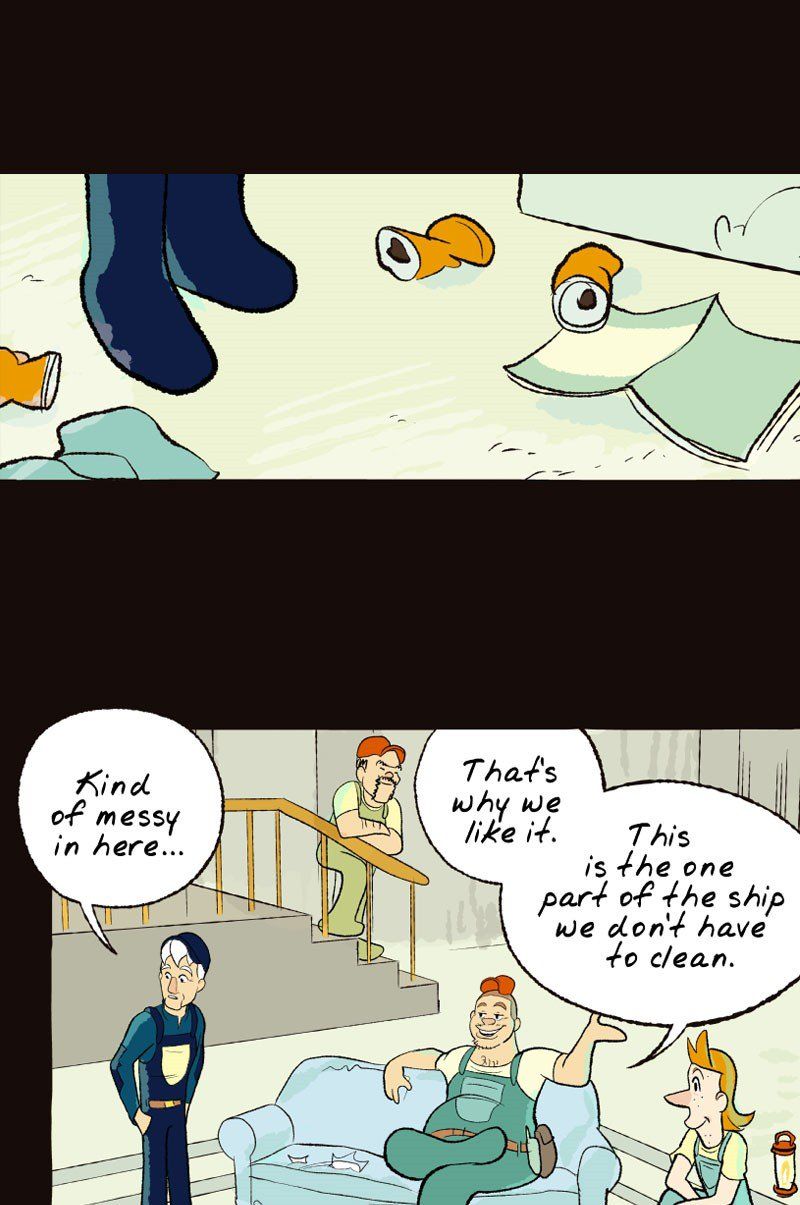 Kind
of messy
in here...
That's
why we
like it.
This
is the one
part of the ship
we don't have
to clean.